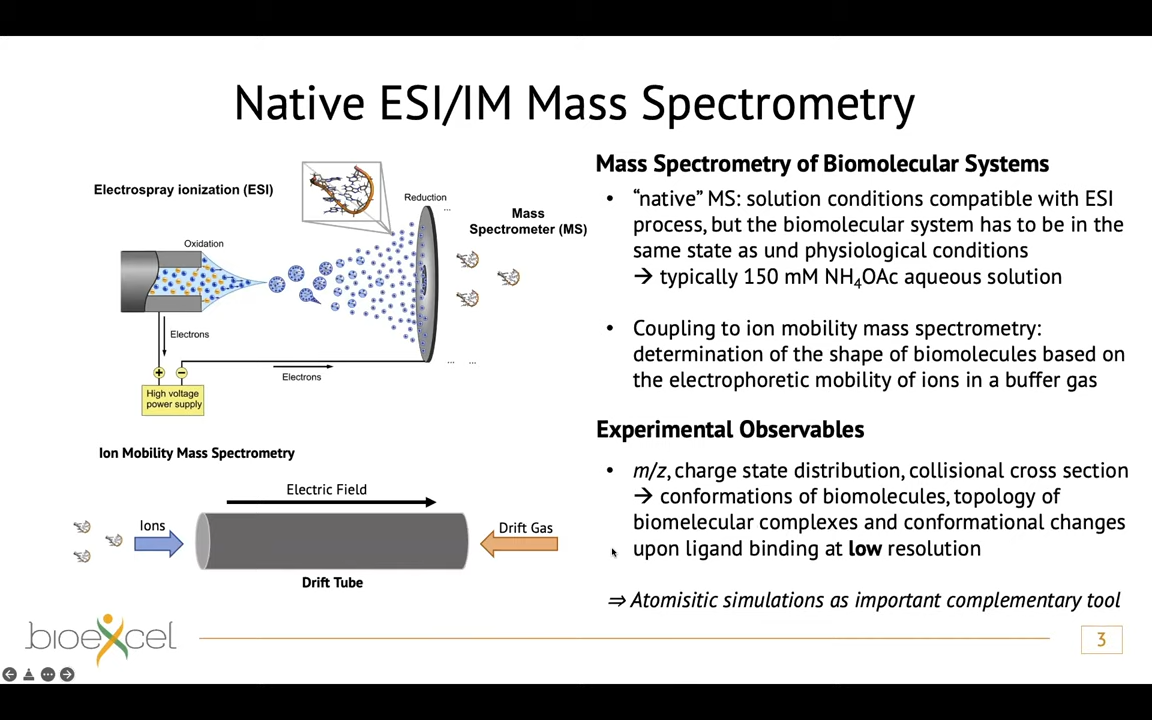 Native ESI/IM Mass Spectrometry
Electrospray ionization (ESI)
Reduction
...
Mass
Spectrometer (MS)
Oxidation
Electrons
+
−
High voltage
power supply
Electrons
... ...
Ion Mobility Mass Spectrometry
Electric Field
Ions
Drift Gas
Drift Tube
Mass Spectrometry of Biomolecular Systems
• “native” MS: solution conditions compatible with ESI
process, but the biomolecular system has to be in the
same state as und physiological conditions
→ typically 150 mM NH₄OAc aqueous solution
• Coupling to ion mobility mass spectrometry:
determination of the shape of biomolecules based on
the electrophoretic mobility of ions in a buffer gas
Experimental Observables
• m/z, charge state distribution, collisional cross section
→ conformations of biomolecules, topology of
biomelecular complexes and conformational changes
upon ligand binding at low resolution
⇒ Atomisitic simulations as important complementary tool
bioexcel
3